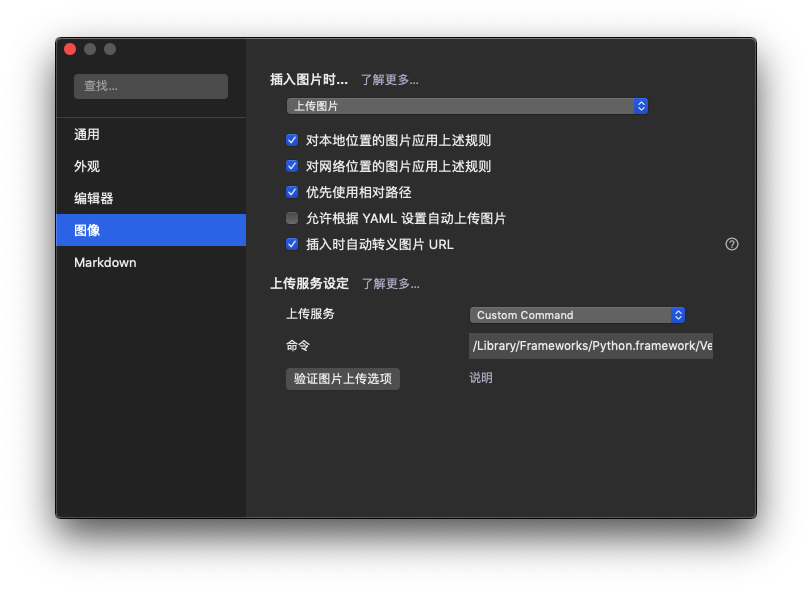 查找...
通用
外观
编辑器
图像
Markdown
插入图片时... 了解更多...
上传图片
对本地位置的图片应用上述规则
对网络位置的图片应用上述规则
优先使用相对路径
允许根据 YAML 设置自动上传图片
插入时自动转义图片 URL
?
上传服务设定 了解更多...
上传服务 Custom Command
命令 /Library/Frameworks/Python.framework/Ve
验证图片上传选项 说明